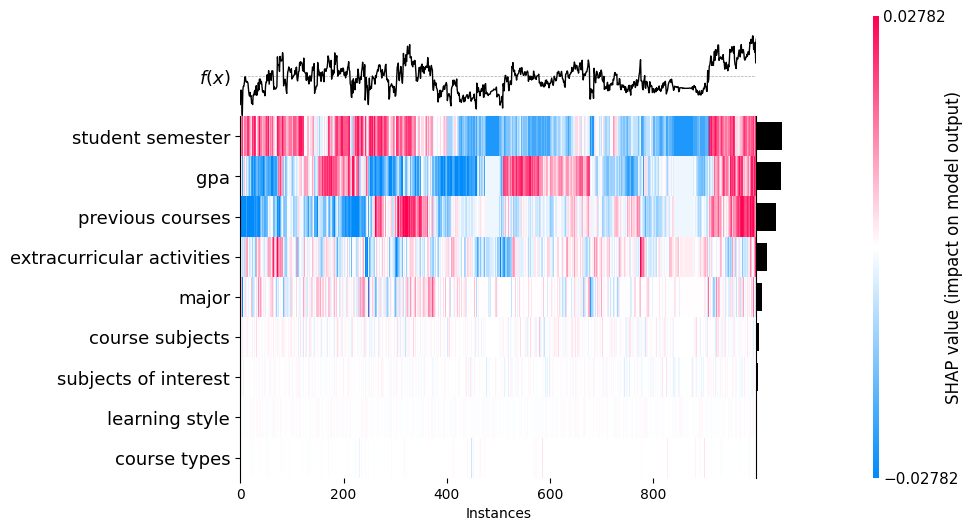 0.02782
f(x)
student semester
gpa
previous courses
extracurricular activities
major
course subjects
subjects of interest
learning style
course types
0 200 400 600 800
Instances
SHAP value (impact on model output)
−0.02782